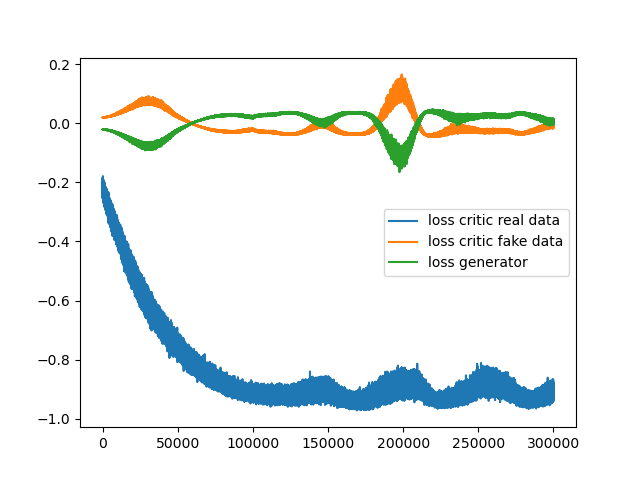 0.2
0.0
−0.2
−0.4
−0.6
−0.8
−1.0
loss critic real data
loss critic fake data
loss generator
0 50000 100000 150000 200000 250000 300000